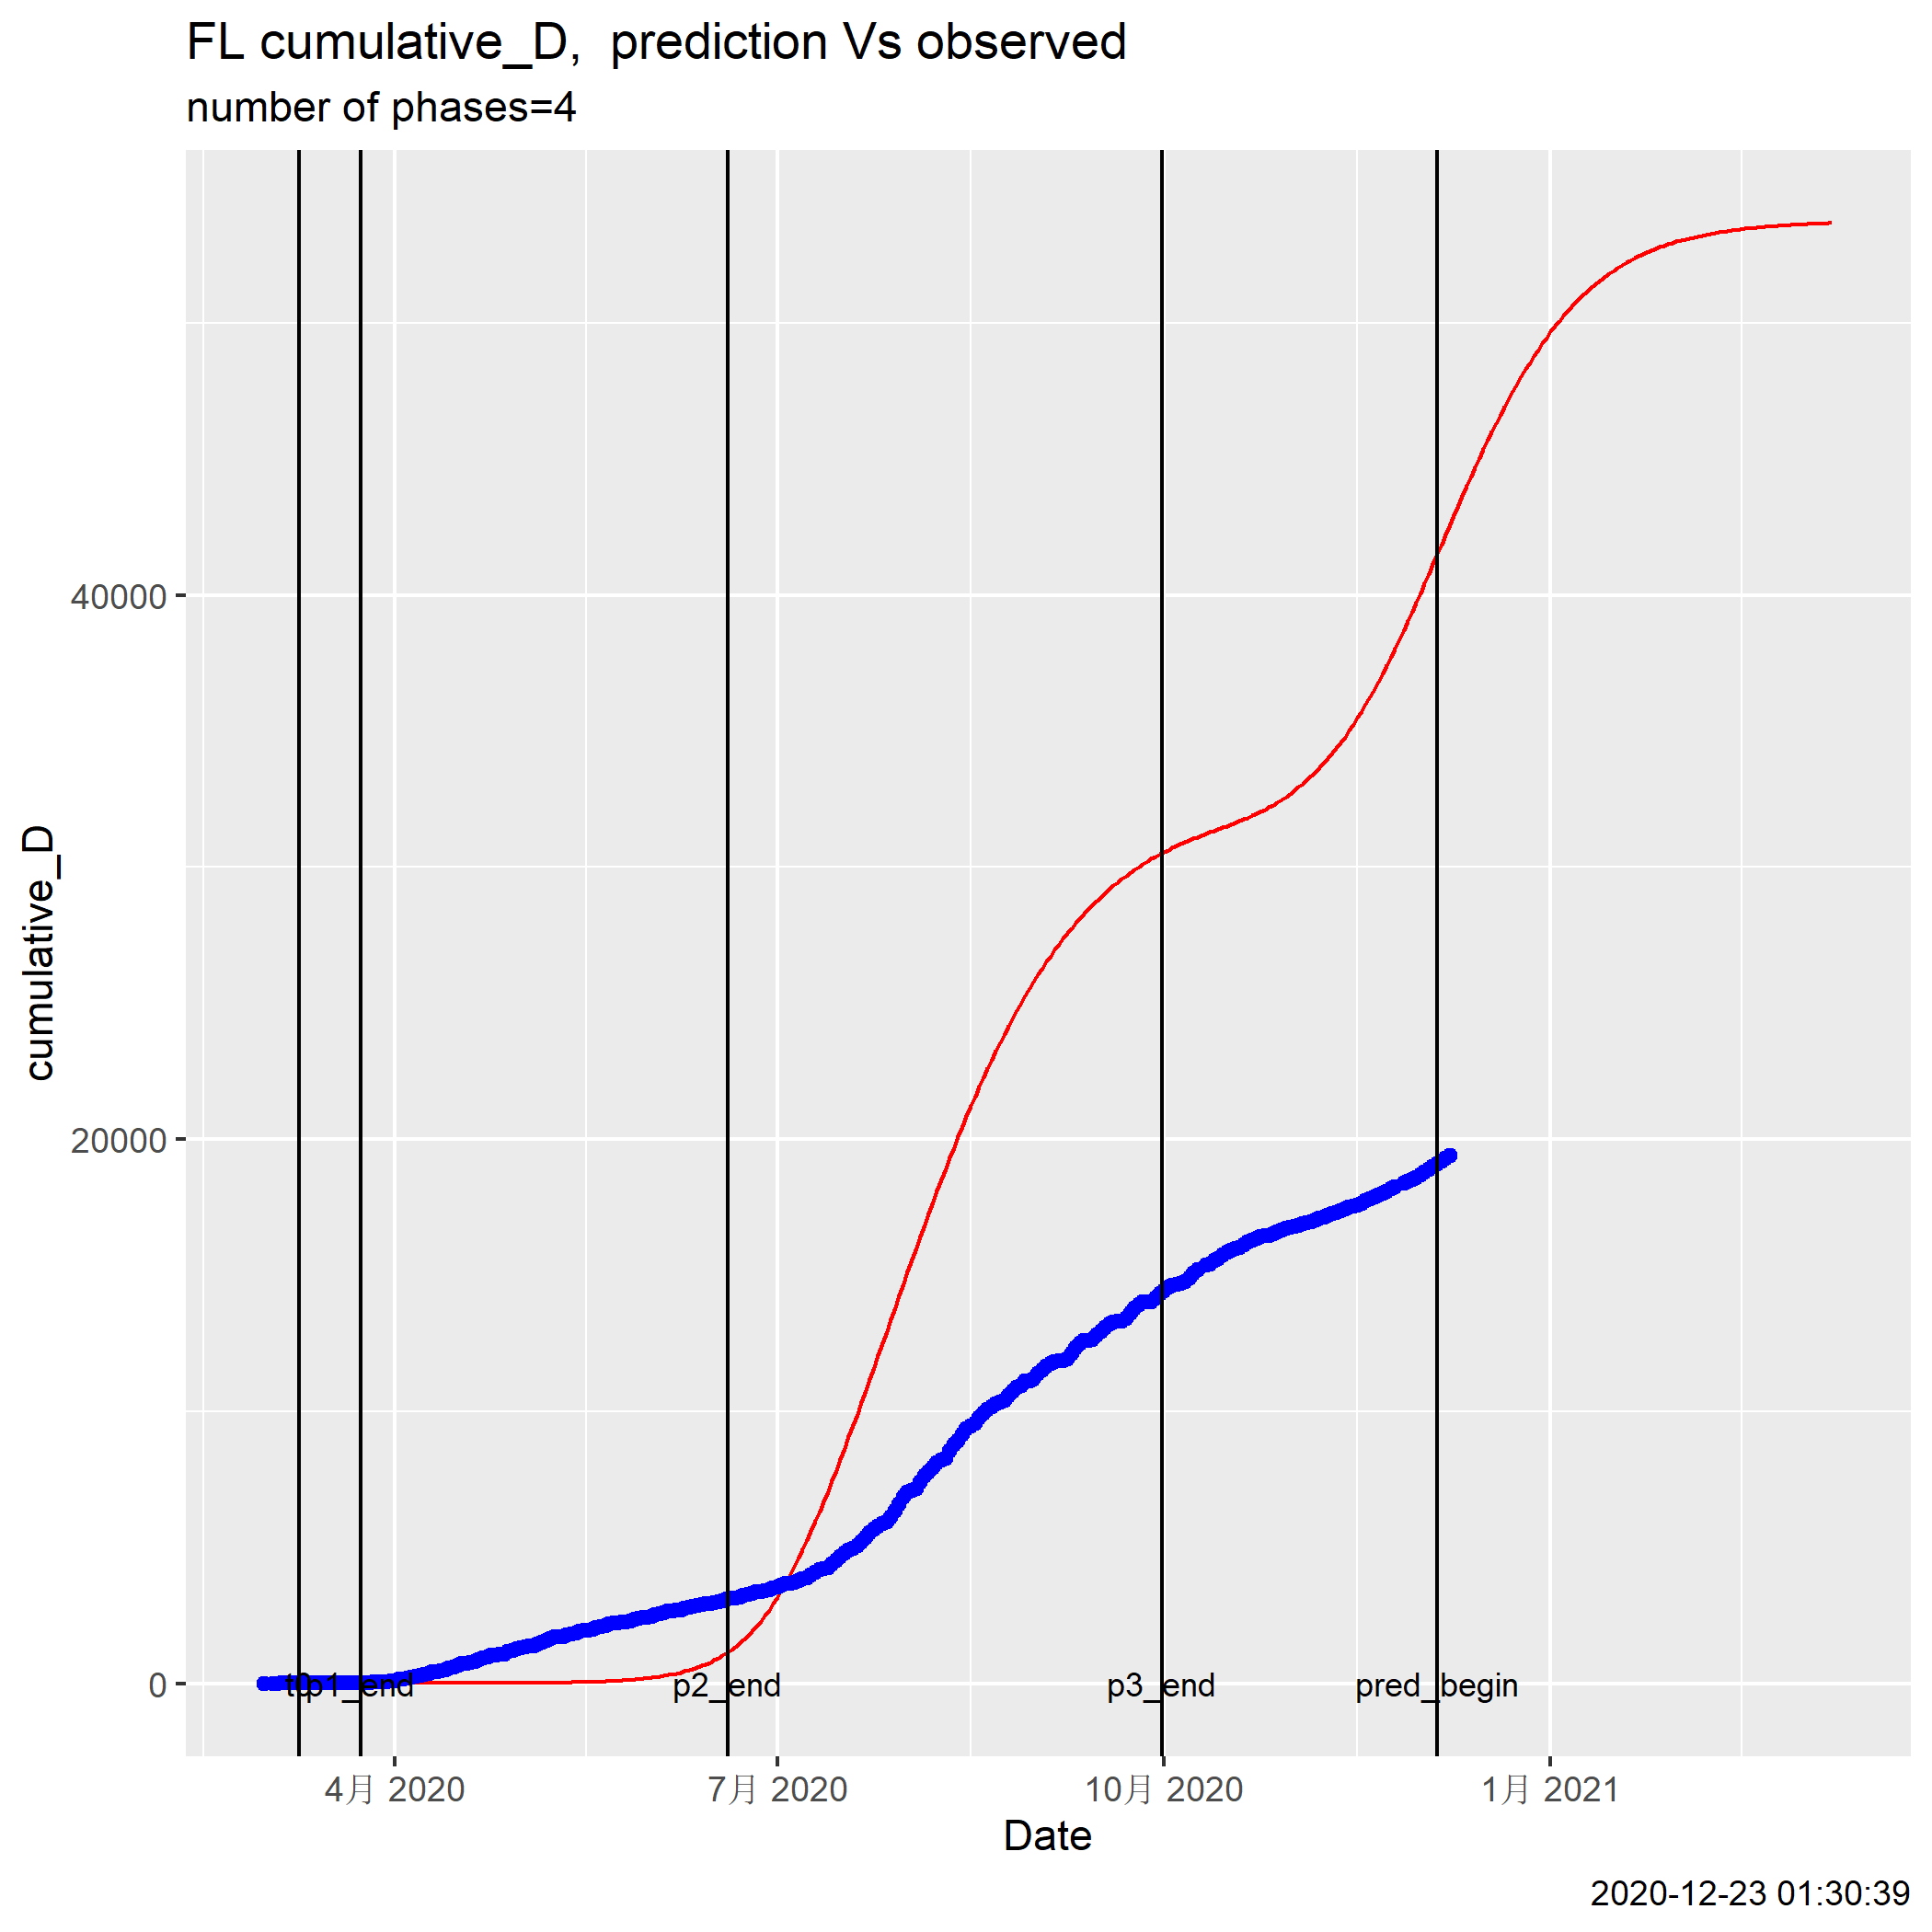 FL cumulative_D,  prediction Vs observed
number of phases=4
cumulative_D
40000
20000
0
t0
p1_end
p2_end
p3_end
pred_begin
4月 2020
7月 2020
10月 2020
1月 2021
Date
2020-12-23 01:30:39